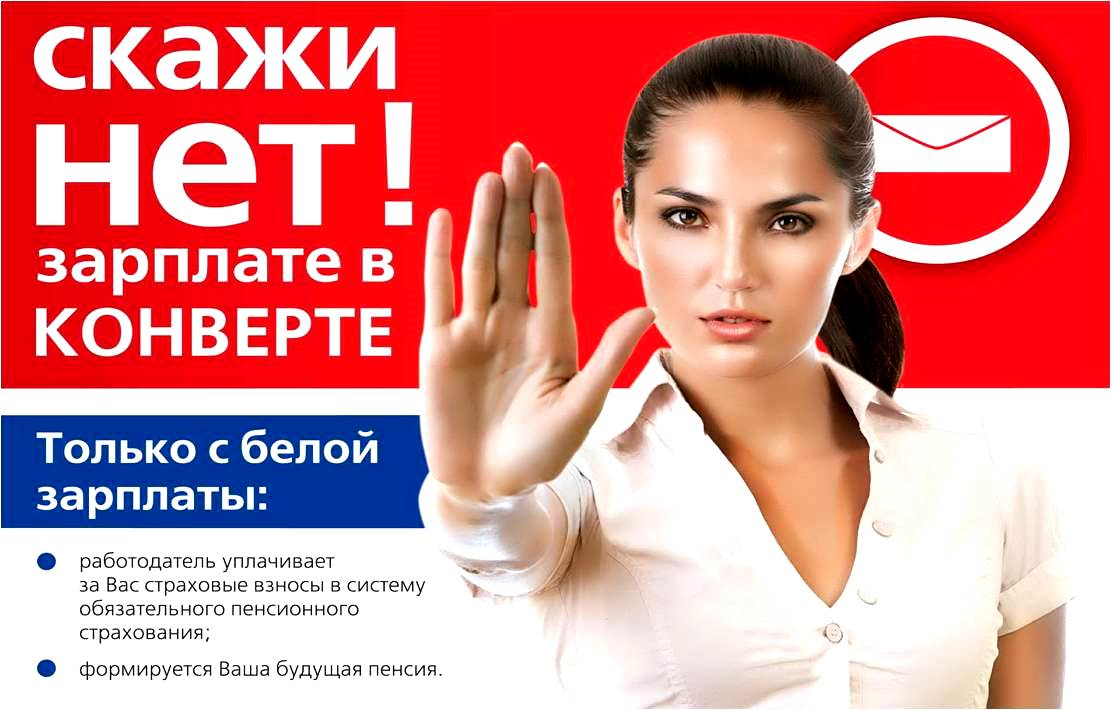 скажи
нет!
зарплате в
КОНВЕРТЕ
Только с белой
зарплаты:
работодатель уплачивает
за Вас страховые взносы в систему
обязательного пенсионного
страхования;
формируется Ваша будущая пенсия.